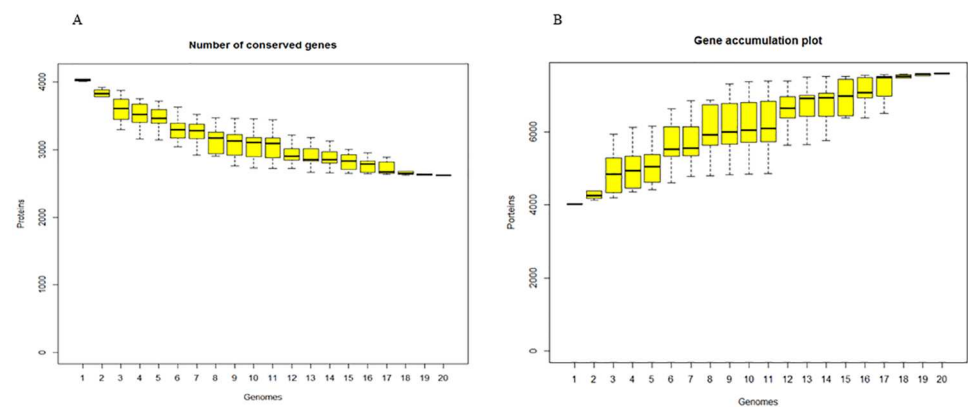 A
Number of conserved genes
4000
3000
2000
1000
0
Proteins
1 2 3 4 5 6 7 8 9 10 11 12 13 14 15 16 17 18 19 20
Genomes
B
Gene accumulation plot
6000
4000
2000
0
Porteins
1 2 3 4 5 6 7 8 9 10 11 12 13 14 15 16 17 18 19 20
Genomes